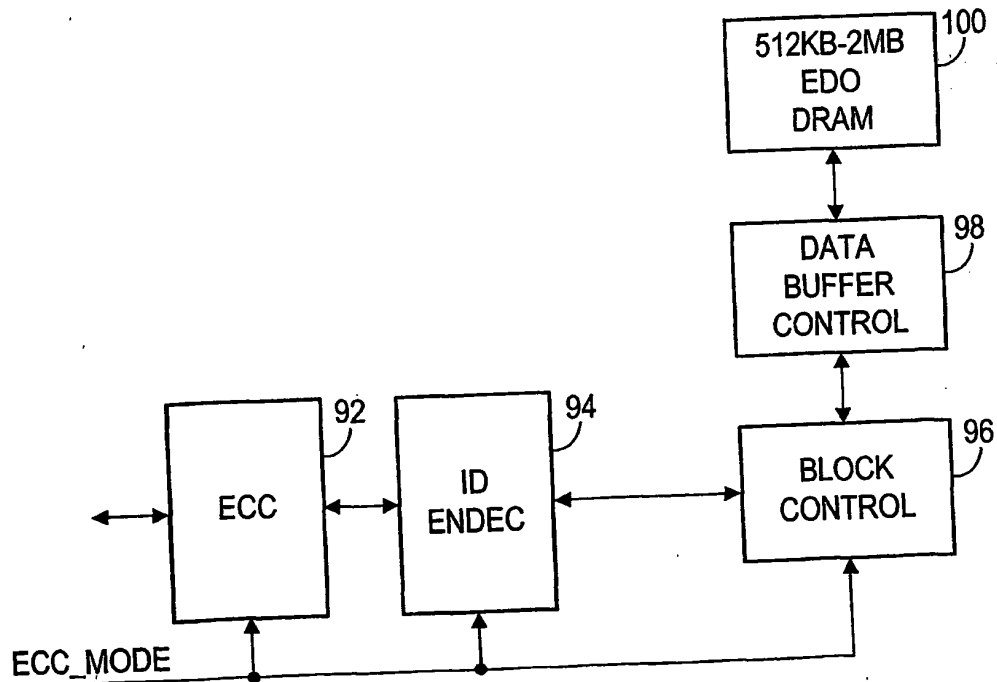 100
512KB-2MB
EDO
DRAM
98
DATA
BUFFER
CONTROL
92
94
96
ECC
ID
ENDEC
BLOCK
CONTROL
ECC_MODE